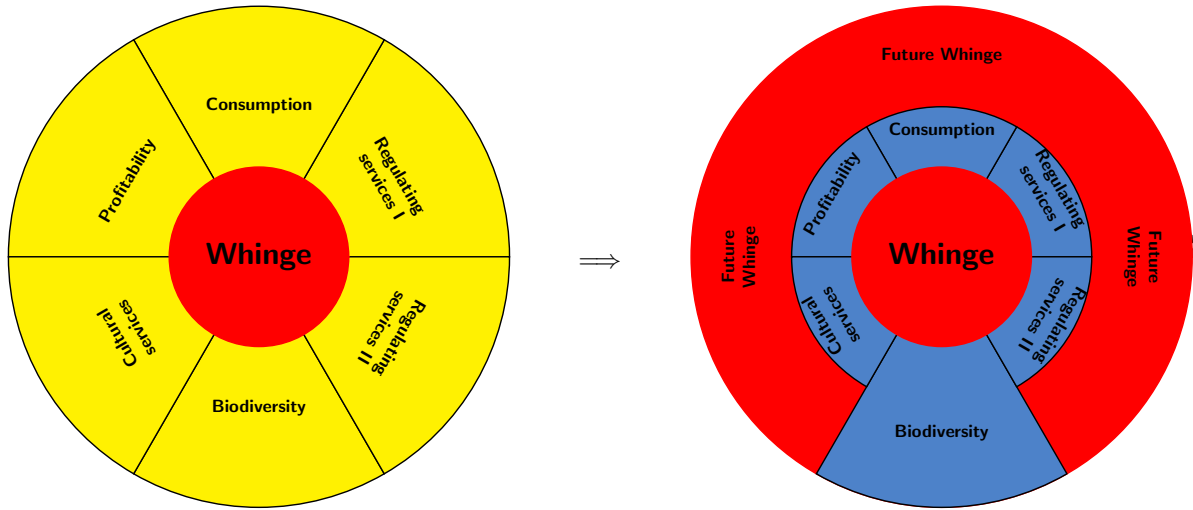 Consumption
Profitability
Regulating
services I
Whinge
Cultural
services
Regulating
services II
Biodiversity
⟹
Future Whinge
Consumption
Profitability
Regulating
services I
Future
Whinge
Whinge
Future
Whinge
Cultural
services
Regulating
services II
Biodiversity